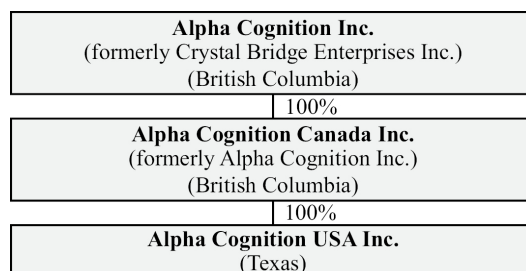 Alpha Cognition Inc.
(formerly Crystal Bridge Enterprises Inc.)
(British Columbia)
100%
Alpha Cognition Canada Inc.
(formerly Alpha Cognition Inc.)
(British Columbia)
100%
Alpha Cognition USA Inc.
(Texas)